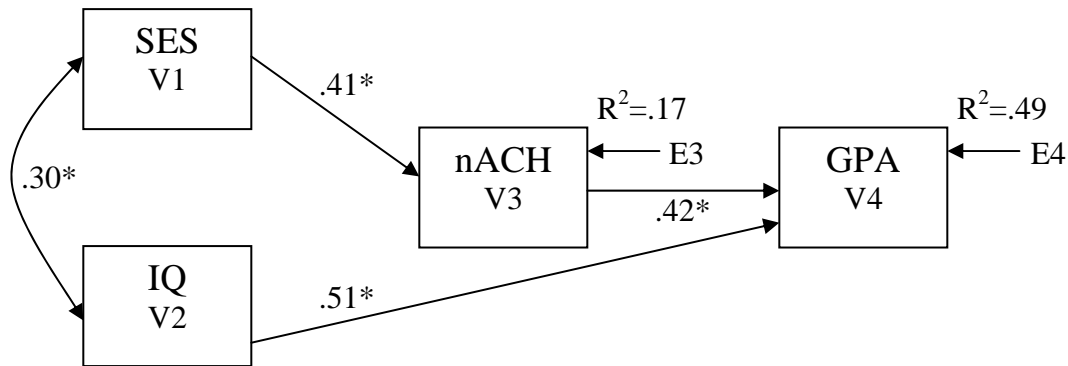 SES
V1
.41*
R²=.17
R²=.49
nACH
V3
E3
GPA
V4
E4
.30*
.42*
IQ
V2
.51*